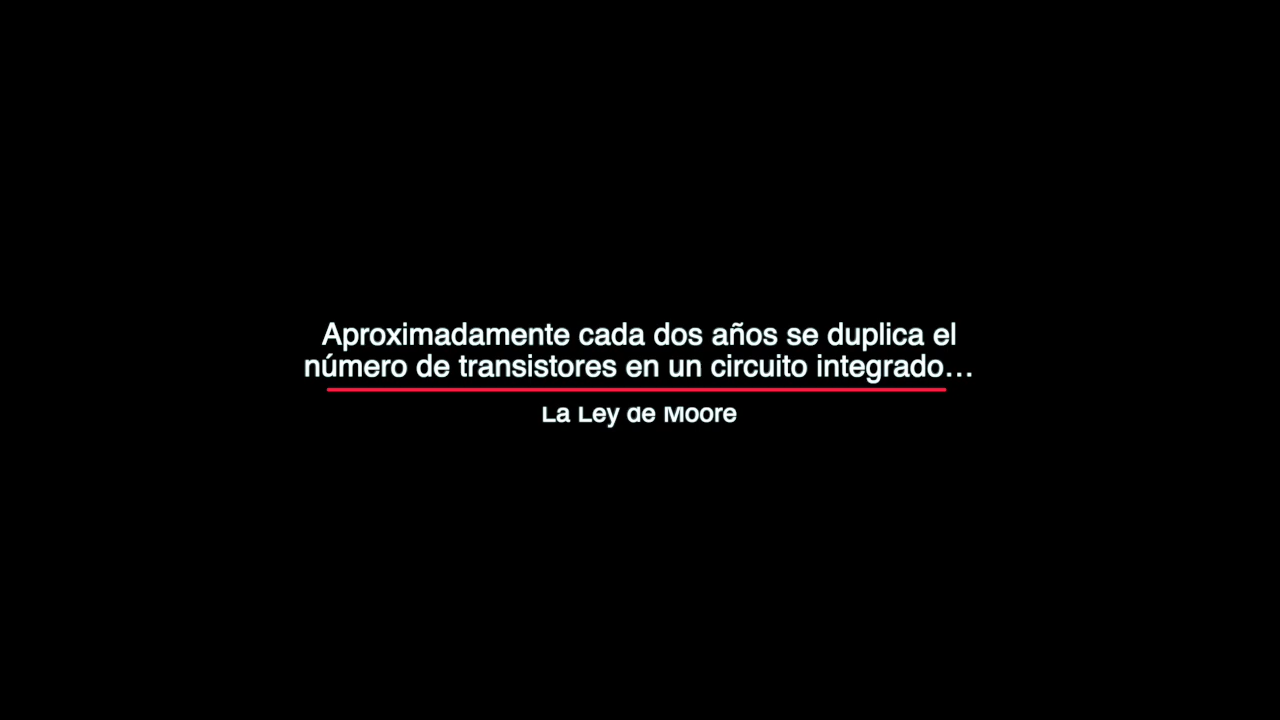 Aproximadamente cada dos años se duplica el
número de transistores en un circuito integrado…
La Ley de Moore